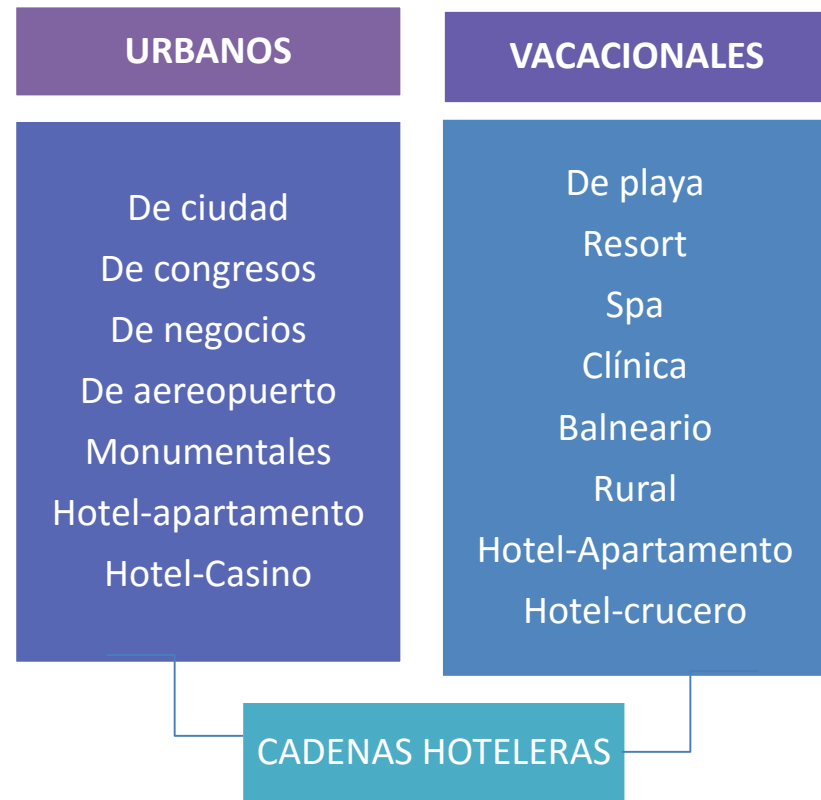 URBANOS
De ciudad
De congresos
De negocios
De aereopuerto
Monumentales
Hotel-apartamento
Hotel-Casino
VACACIONALES
De playa
Resort
Spa
Clínica
Balneario
Rural
Hotel-Apartamento
Hotel-crucero
CADENAS HOTELERAS